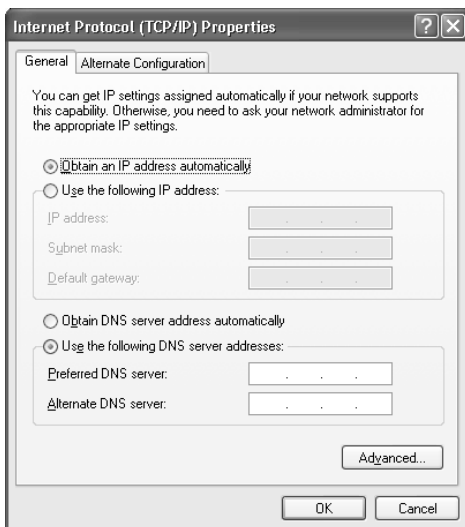 Internet Protocol (TCP/IP) Properties
General Alternate Configuration
You can get IP settings assigned automatically if your network supports
this capability. Otherwise, you need to ask your network administrator for
the appropriate IP settings.
Obtain an IP address automatically
Use the following IP address:
IP address:
Subnet mask:
Default gateway:
Obtain DNS server address automatically
Use the following DNS server addresses:
Preferred DNS server:
Alternate DNS server:
Advanced...
OK Cancel